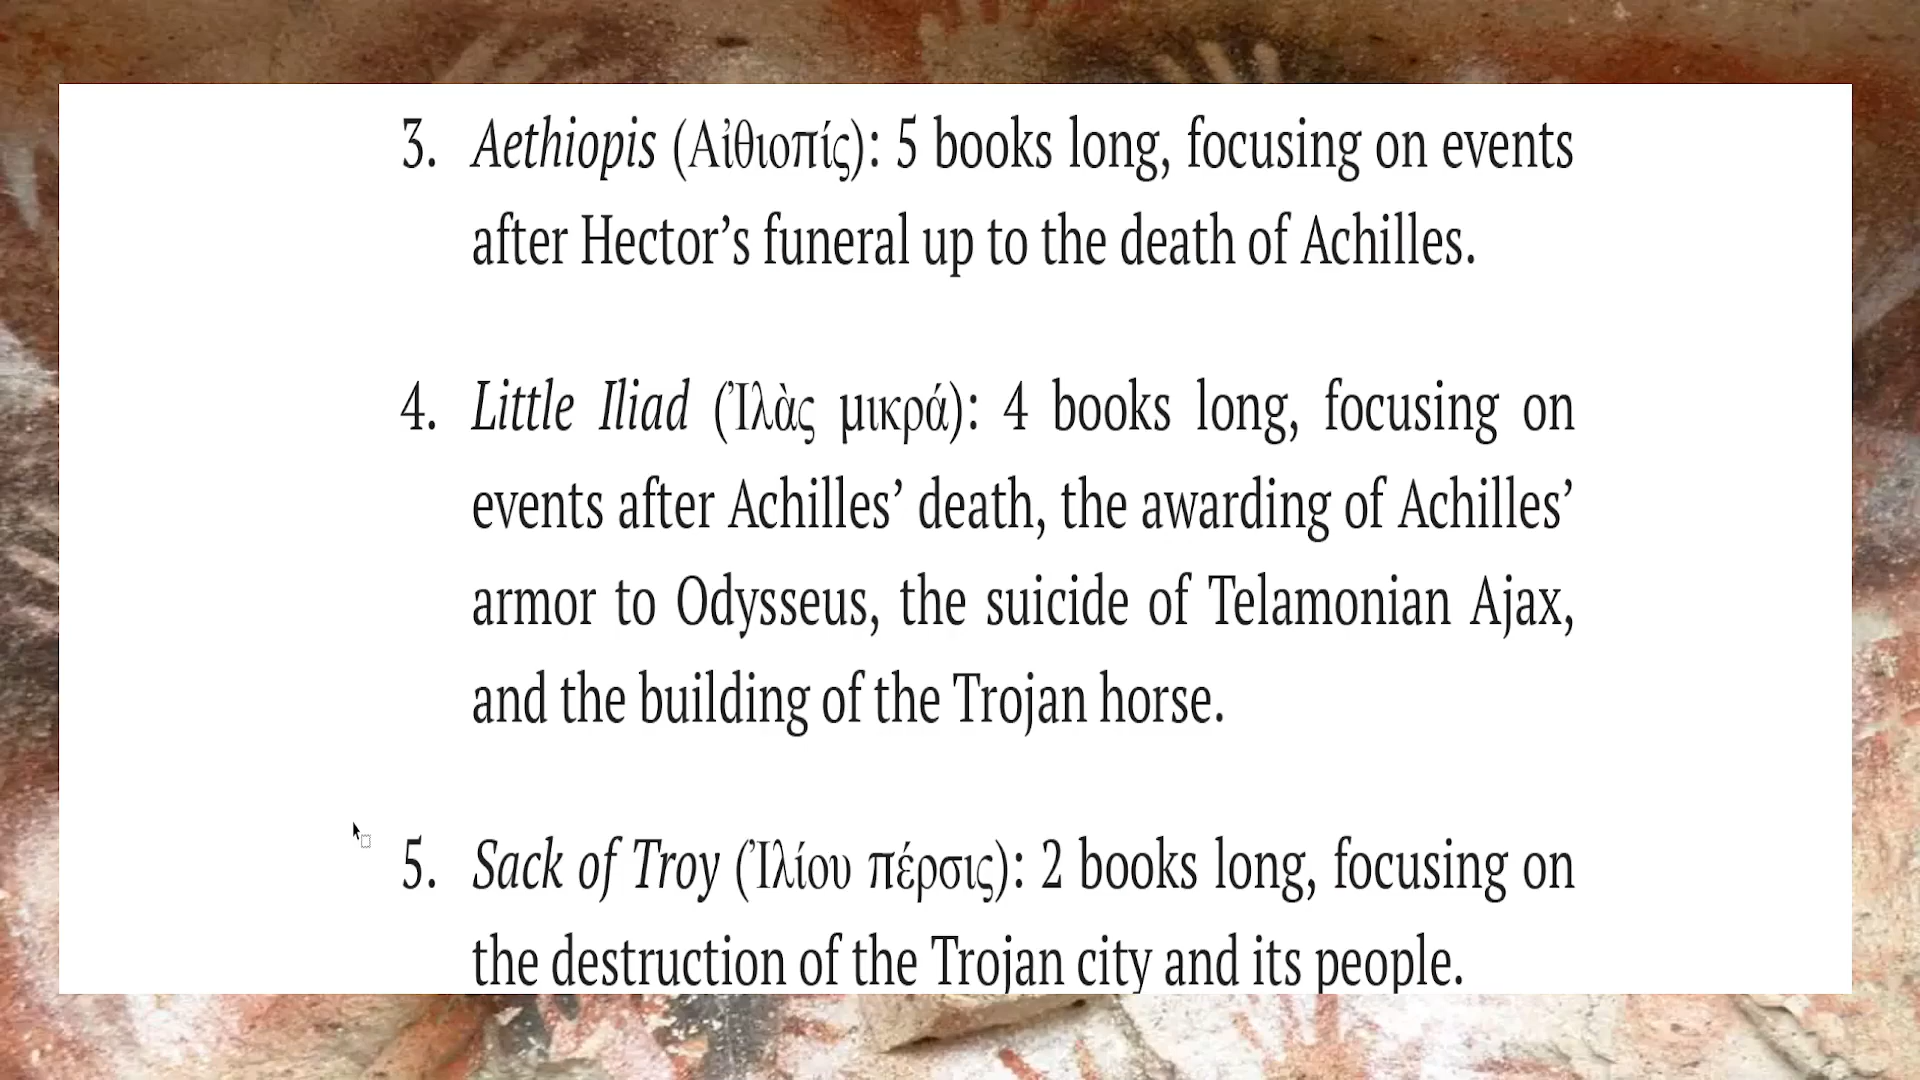 3. Aethiopis (Αἰθιοπίς): 5 books long, focusing on events
after Hector’s funeral up to the death of Achilles.
4. Little Iliad (Ἰλὰς μικρά): 4 books long, focusing on
events after Achilles’ death, the awarding of Achilles’
armor to Odysseus, the suicide of Telamonian Ajax,
and the building of the Trojan horse.
5. Sack of Troy (Ἰλίου πέρσις): 2 books long, focusing on
the destruction of the Trojan city and its people.